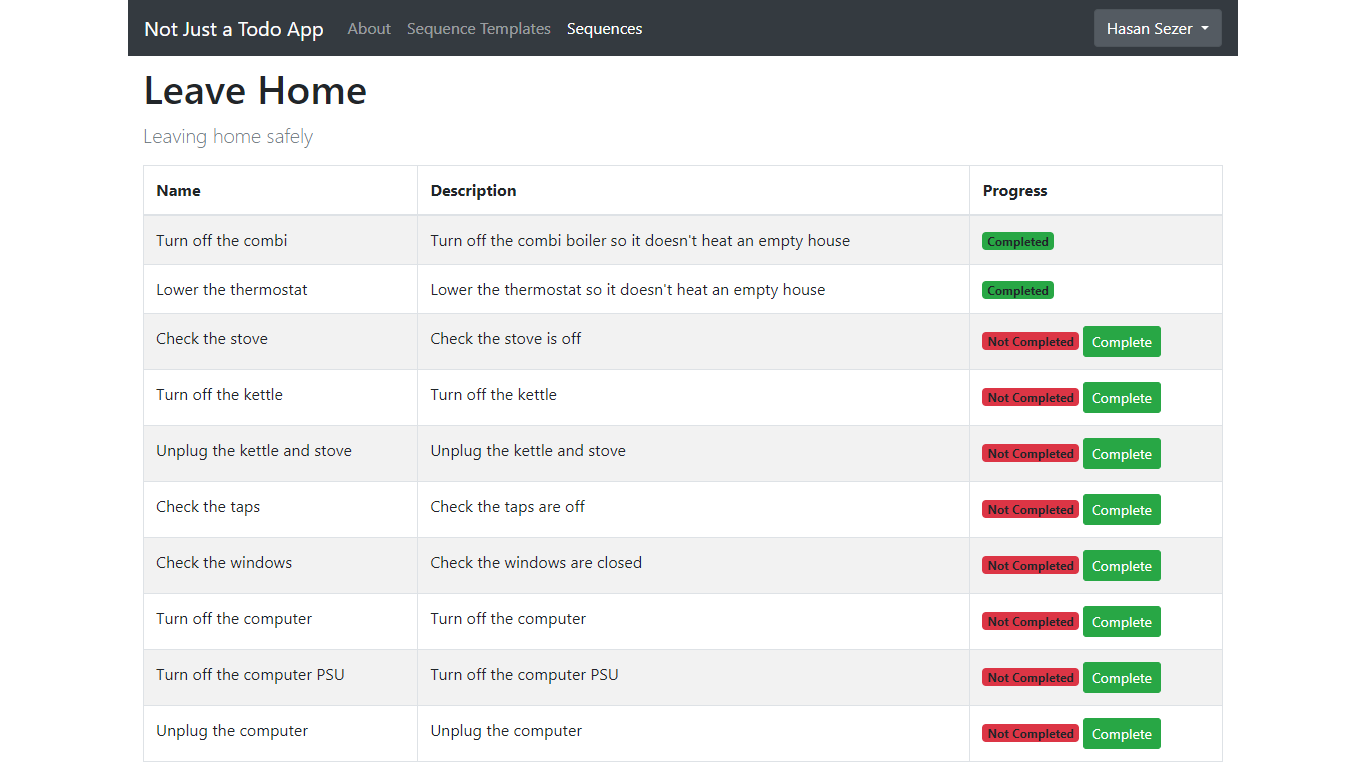 Not Just a Todo App About Sequence Templates Sequences Hasan Sezer
Leave Home
Leaving home safely
Name Description Progress
Turn off the combi Turn off the combi boiler so it doesn't heat an empty house Completed
Lower the thermostat Lower the thermostat so it doesn't heat an empty house Completed
Check the stove Check the stove is off Not Completed Complete
Turn off the kettle Turn off the kettle Not Completed Complete
Unplug the kettle and stove Unplug the kettle and stove Not Completed Complete
Check the taps Check the taps are off Not Completed Complete
Check the windows Check the windows are closed Not Completed Complete
Turn off the computer Turn off the computer Not Completed Complete
Turn off the computer PSU Turn off the computer PSU Not Completed Complete
Unplug the computer Unplug the computer Not Completed Complete